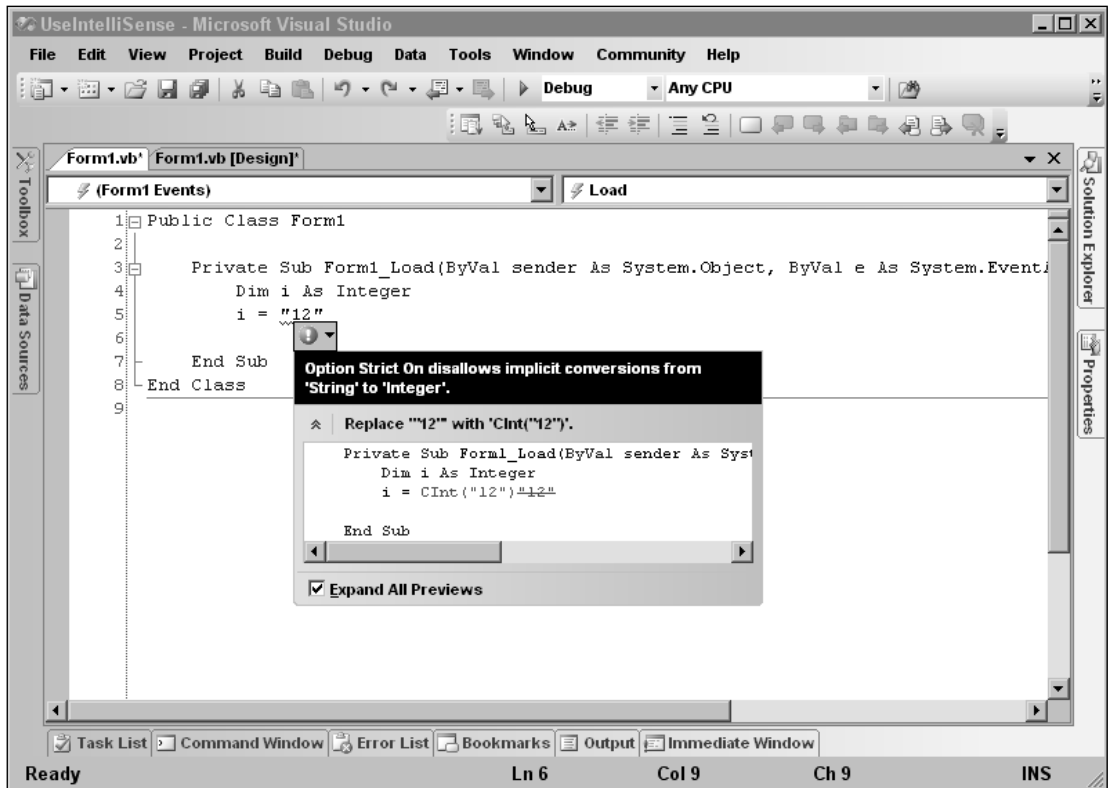 UseIntelliSense - Microsoft Visual Studio
File Edit View Project Build Debug Data Tools Window Community Help
Debug Any CPU
Form1.vb* Form1.vb [Design]*
(Form1 Events) Load
Toolbox
Data Sources
1 Public Class Form1
2
3 Private Sub Form1_Load(ByVal sender As System.Object, ByVal e As System.EventA
4 Dim i As Integer
5 i = "12"
6
7 End Sub
8 End Class
9
Option Strict On disallows implicit conversions from
'String' to 'Integer'.
Replace '"12"' with 'CInt("12")'.
Private Sub Form1_Load(ByVal sender As Syst
Dim i As Integer
i = CInt("12")"12"
End Sub
Expand All Previews
Solution Explorer
Properties
Task List Command Window Error List Bookmarks Output Immediate Window
Ready Ln 6 Col 9 Ch 9 INS